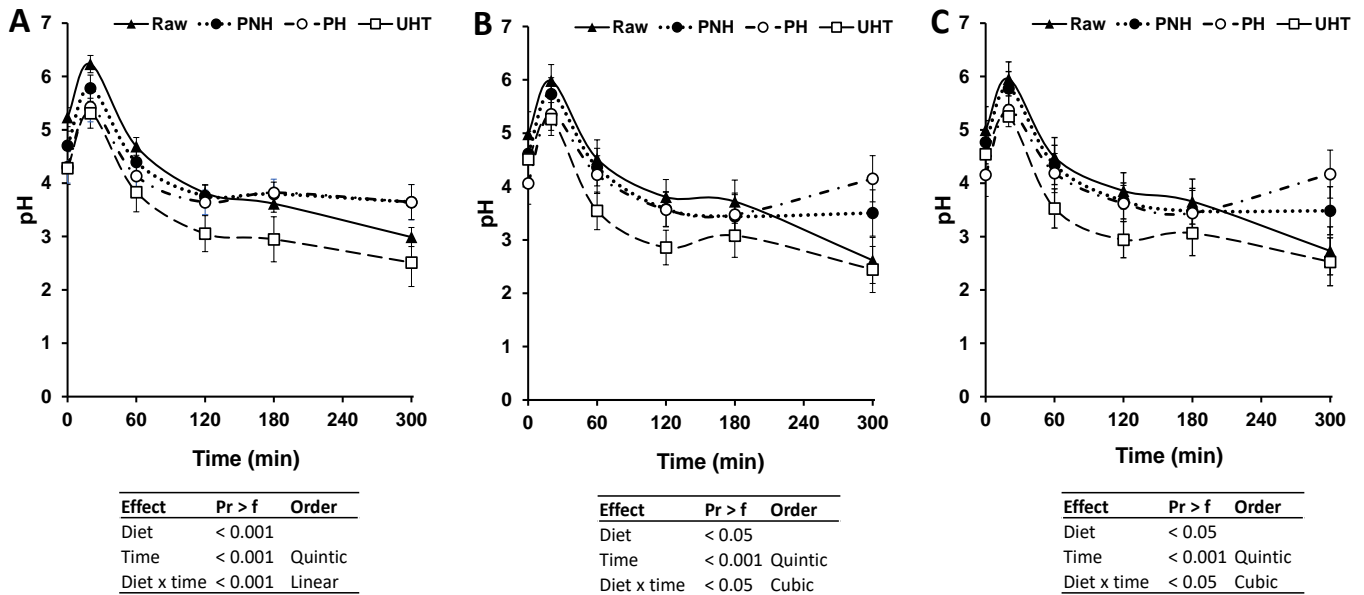 A
Raw PNH PH UHT
7
6
5
4
3
2
1
0
pH
0 60 120 180 240 300
Time (min)
Effect Pr > f Order
Diet < 0.001
Time < 0.001 Quintic
Diet x time < 0.001 Linear
B
Raw PNH PH UHT
7
6
5
4
3
2
1
0
pH
0 60 120 180 240 300
Time (min)
Effect Pr > f Order
Diet < 0.05
Time < 0.001 Quintic
Diet x time < 0.05 Cubic
C
Raw PNH PH UHT
7
6
5
4
3
2
1
0
pH
0 60 120 180 240 300
Time (min)
Effect Pr > f Order
Diet < 0.05
Time < 0.001 Quintic
Diet x time < 0.05 Cubic